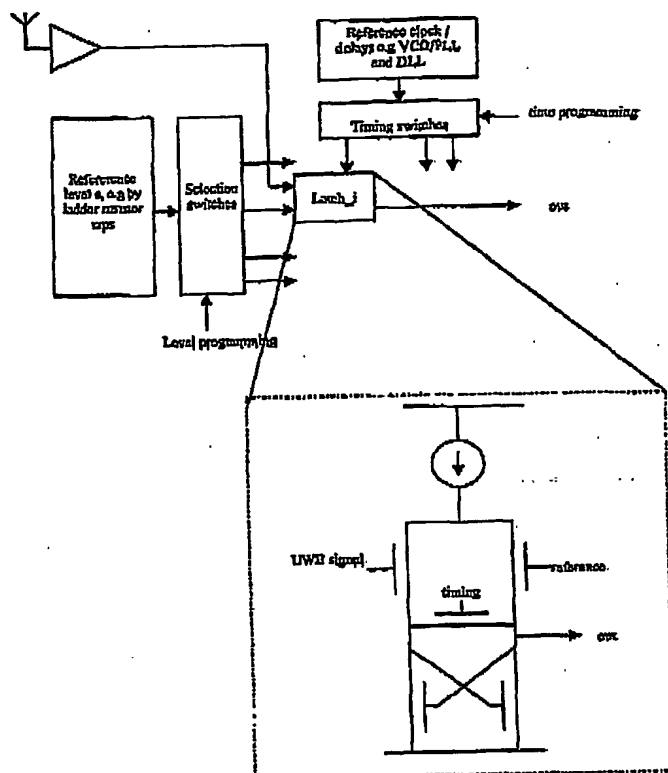 Reference clock /
delays e.g VCO/PLL
and DLL
Timing switches
time programming
Reference
levels, e.g by
ladder resistor
taps
Selection
switches
Latch_i
out
Level programming
UWB signal
reference
timing
out